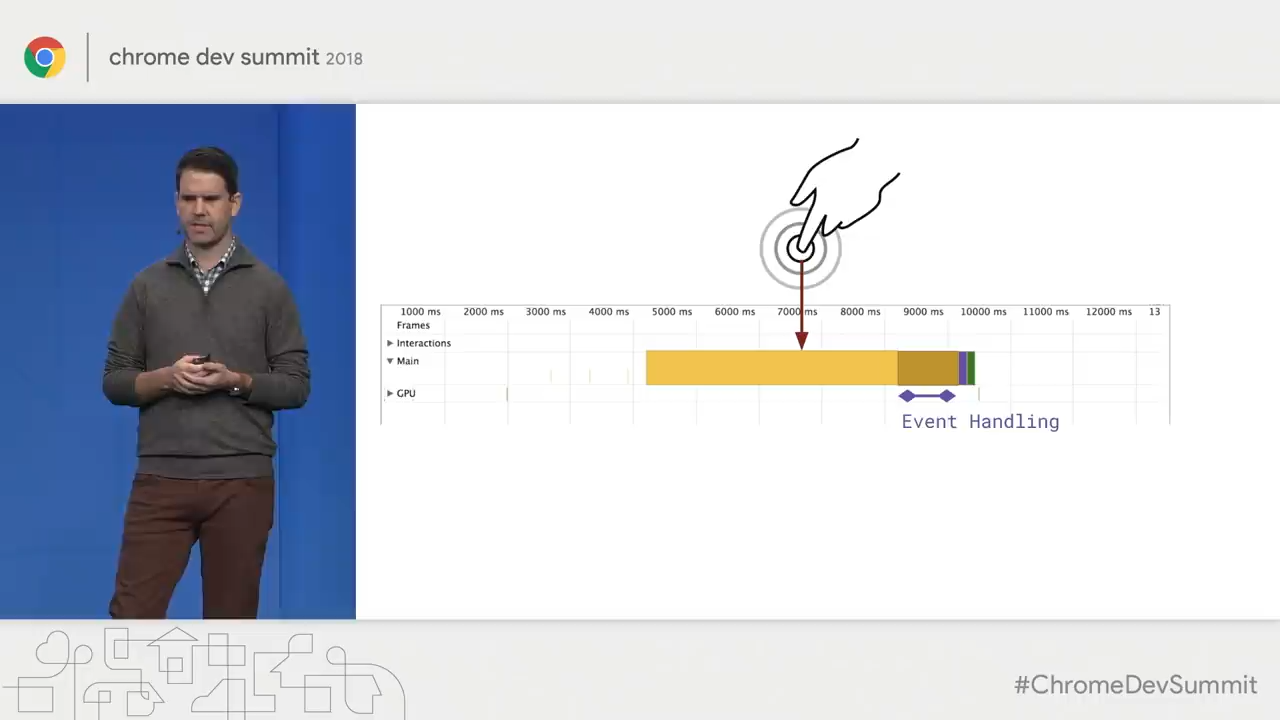 chrome dev summit 2018
1000 ms 2000 ms 3000 ms 4000 ms 5000 ms 6000 ms 7000 ms 8000 ms 9000 ms 10000 ms 11000 ms 12000 ms 13
Frames
Interactions
Main
GPU
Event Handling
#ChromeDevSummit